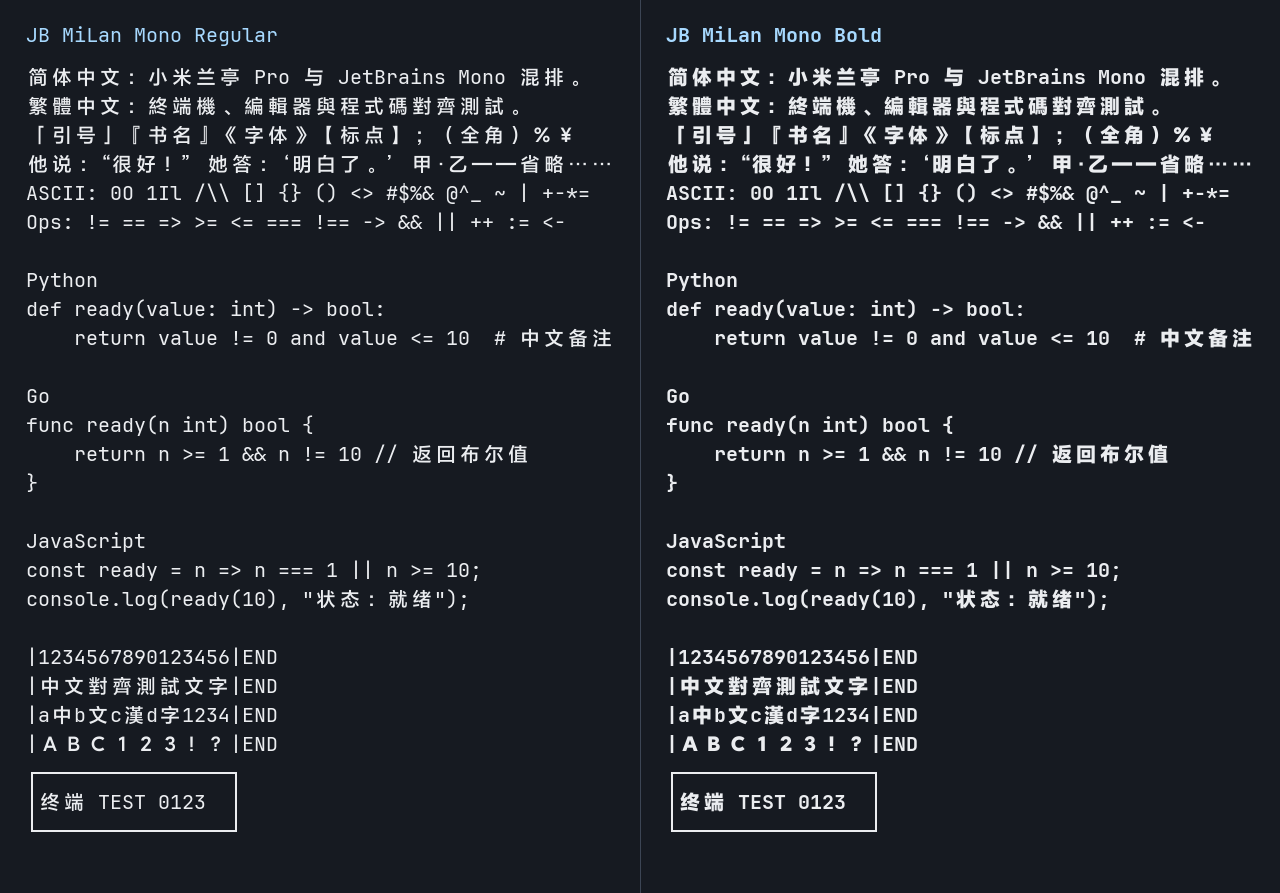 JB MiLan Mono Regular
简体中文：小米兰亭 Pro 与 JetBrains Mono 混排。
繁體中文：終端機、編輯器與程式碼對齊測試。
「引号」『书名』《字体》【标点】；（全角）％￥
他说：“很好！” 她答：‘明白了。’ 甲·乙——省略……
ASCII: 0O 1Il /\\ [] {} () <> #$%& @^_ ~ | +-*=
Ops: != == => >= <= === !== -> && || ++ := <-
Python
def ready(value: int) -> bool:
    return value != 0 and value <= 10  # 中文备注
Go
func ready(n int) bool {
    return n >= 1 && n != 10 // 返回布尔值
}
JavaScript
const ready = n => n === 1 || n >= 10;
console.log(ready(10), "状态：就绪");
|1234567890123456|END
|中文對齊測試文字|END
|a中b文c漢d字1234|END
|ＡＢＣ１２３！？|END
终端 TEST 0123
JB MiLan Mono Bold
简体中文：小米兰亭 Pro 与 JetBrains Mono 混排。
繁體中文：終端機、編輯器與程式碼對齊測試。
「引号」『书名』《字体》【标点】；（全角）％￥
他说：“很好！” 她答：‘明白了。’ 甲·乙——省略……
ASCII: 0O 1Il /\\ [] {} () <> #$%& @^_ ~ | +-*=
Ops: != == => >= <= === !== -> && || ++ := <-
Python
def ready(value: int) -> bool:
    return value != 0 and value <= 10  # 中文备注
Go
func ready(n int) bool {
    return n >= 1 && n != 10 // 返回布尔值
}
JavaScript
const ready = n => n === 1 || n >= 10;
console.log(ready(10), "状态：就绪");
|1234567890123456|END
|中文對齊測試文字|END
|a中b文c漢d字1234|END
|ＡＢＣ１２３！？|END
终端 TEST 0123